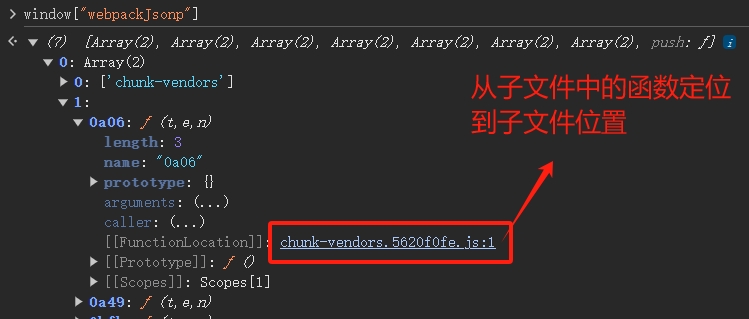 window["webpackJsonp"]
(7) [Array(2), Array(2), Array(2), Array(2), Array(2), Array(2), Array(2), push: ƒ]
0: Array(2)
0: ['chunk-vendors']
1:
从子文件中的函数定位
到子文件位置
0a06: ƒ (t,e,n)
length: 3
name: "0a06"
prototype: {}
arguments: (...)
caller: (...)
[[FunctionLocation]]: chunk-vendors.5620f0fe.js:1
[[Prototype]]: ƒ ()
[[Scopes]]: Scopes[1]
0a49: ƒ (t,e,n)